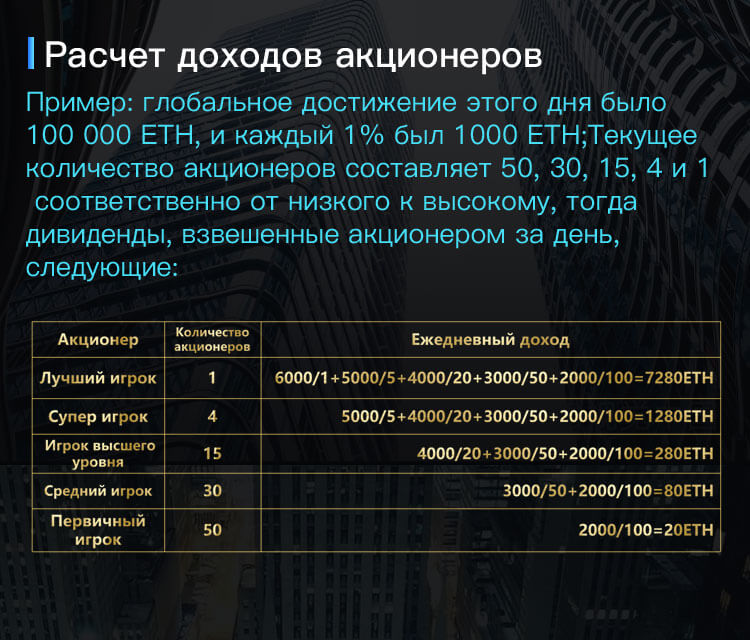 Расчет доходов акционеров
Пример: глобальное достижение этого дня было
100 000 ETH, и каждый 1% был 1000 ETH;Текущее
количество акционеров составляет 50, 30, 15, 4 и 1
соответственно от низкого к высокому, тогда
дивиденды, взвешенные акционером за день,
следующие:
Акционер
Количество
акционеров
Ежедневный доход
Лучший игрок
1
6000/1+5000/5+4000/20+3000/50+2000/100=7280ETH
Супер игрок
4
5000/5+4000/20+3000/50+2000/100=1280ETH
Игрок высшего
уровня
15
4000/20+3000/50+2000/100=280ETH
Средний игрок
30
3000/50+2000/100=80ETH
Первичный
игрок
50
2000/100=20ETH